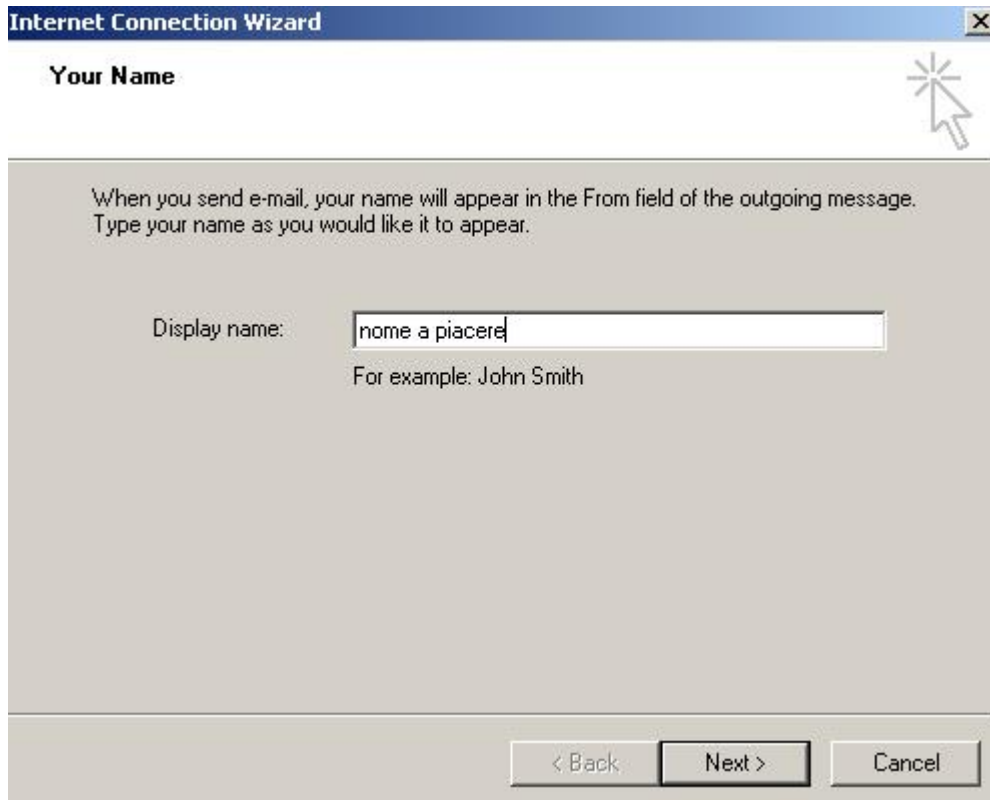 Internet Connection Wizard
Your Name
When you send e-mail, your name will appear in the From field of the outgoing message.
Type your name as you would like it to appear.
Display name: nome a piacere
For example: John Smith
< Back Next > Cancel